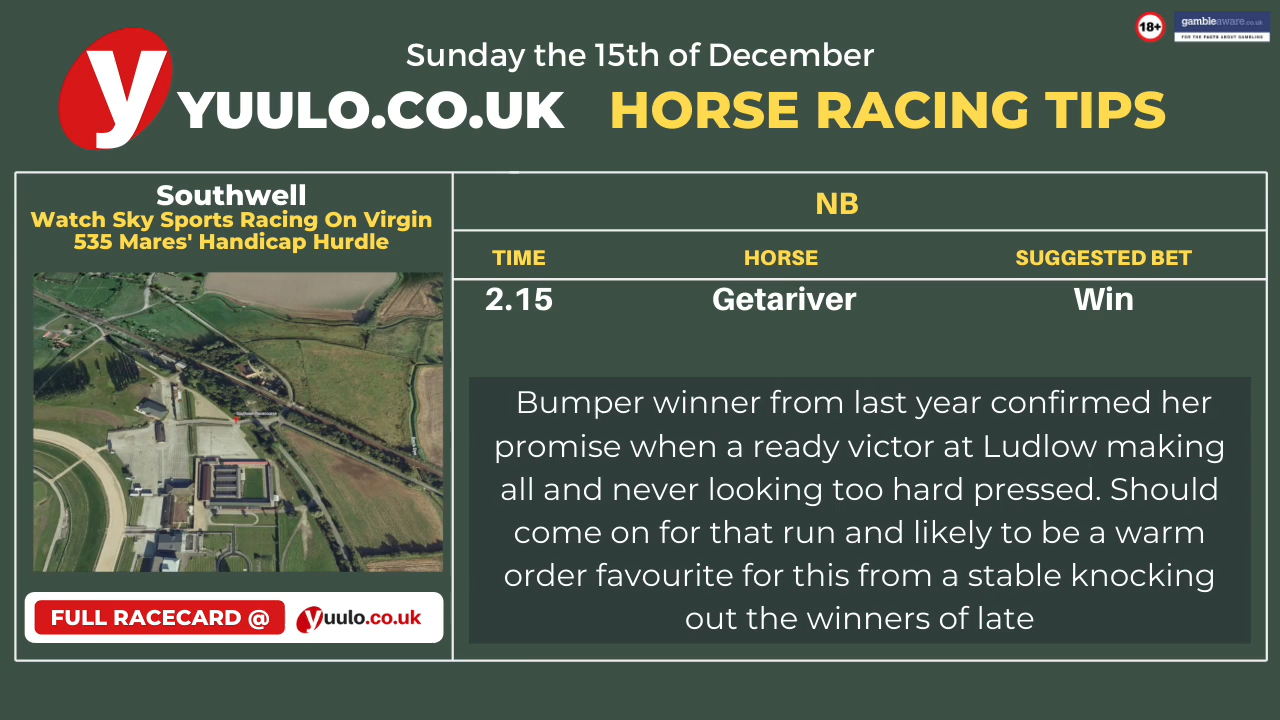 18+
gambleaware.co.uk
FOR THE FACTS ABOUT GAMBLING
Sunday the 15th of December
y YUULO.CO.UK HORSE RACING TIPS
Southwell
Watch Sky Sports Racing On Virgin
535 Mares' Handicap Hurdle
NB
TIME HORSE SUGGESTED BET
2.15 Getariver Win
Bumper winner from last year confirmed her
promise when a ready victor at Ludlow making
all and never looking too hard pressed. Should
come on for that run and likely to be a warm
order favourite for this from a stable knocking
out the winners of late
FULL RACECARD @ yuulo.co.uk